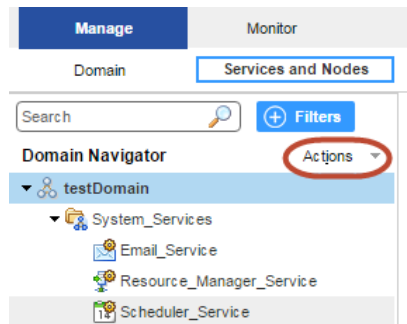 Manage Monitor
Domain Services and Nodes
Search Filters
Domain Navigator Actions
testDomain
System_Services
Email_Service
Resource_Manager_Service
Scheduler_Service